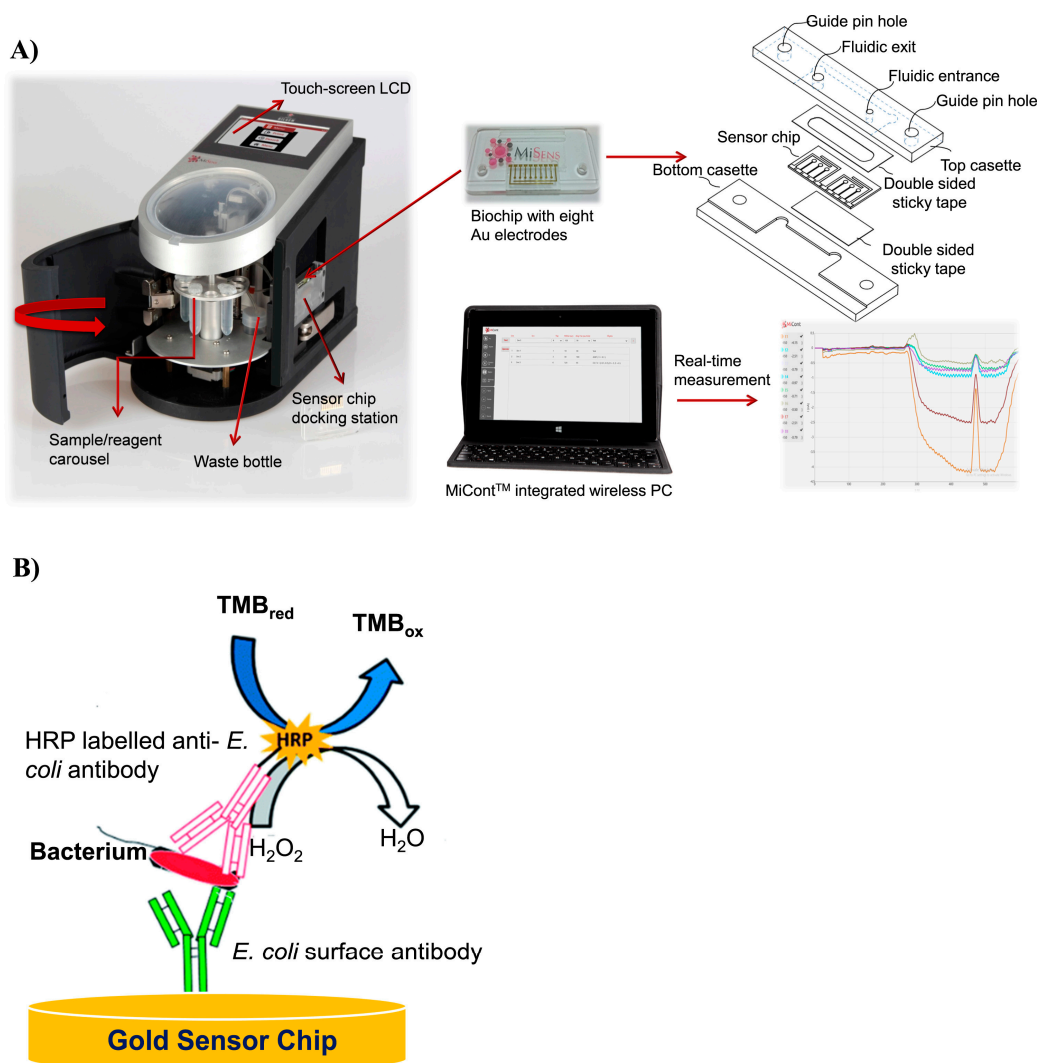 A)
Touch-screen LCD
Sample/reagent
carousel
Waste bottle
Sensor chip
docking station
MiSens
Biochip with eight
Au electrodes
Guide pin hole
Fluidic exit
Fluidic entrance
Guide pin hole
Sensor chip
Top casette
Bottom casette
Double sided
sticky tape
Double sided
sticky tape
MiCont
MiContTM integrated wireless PC
Real-time
measurement
MiCont
B)
TMBred
TMBox
HRP
HRP labelled anti- E.
coli antibody
Bacterium
H2O2
H2O
E. coli surface antibody
Gold Sensor Chip